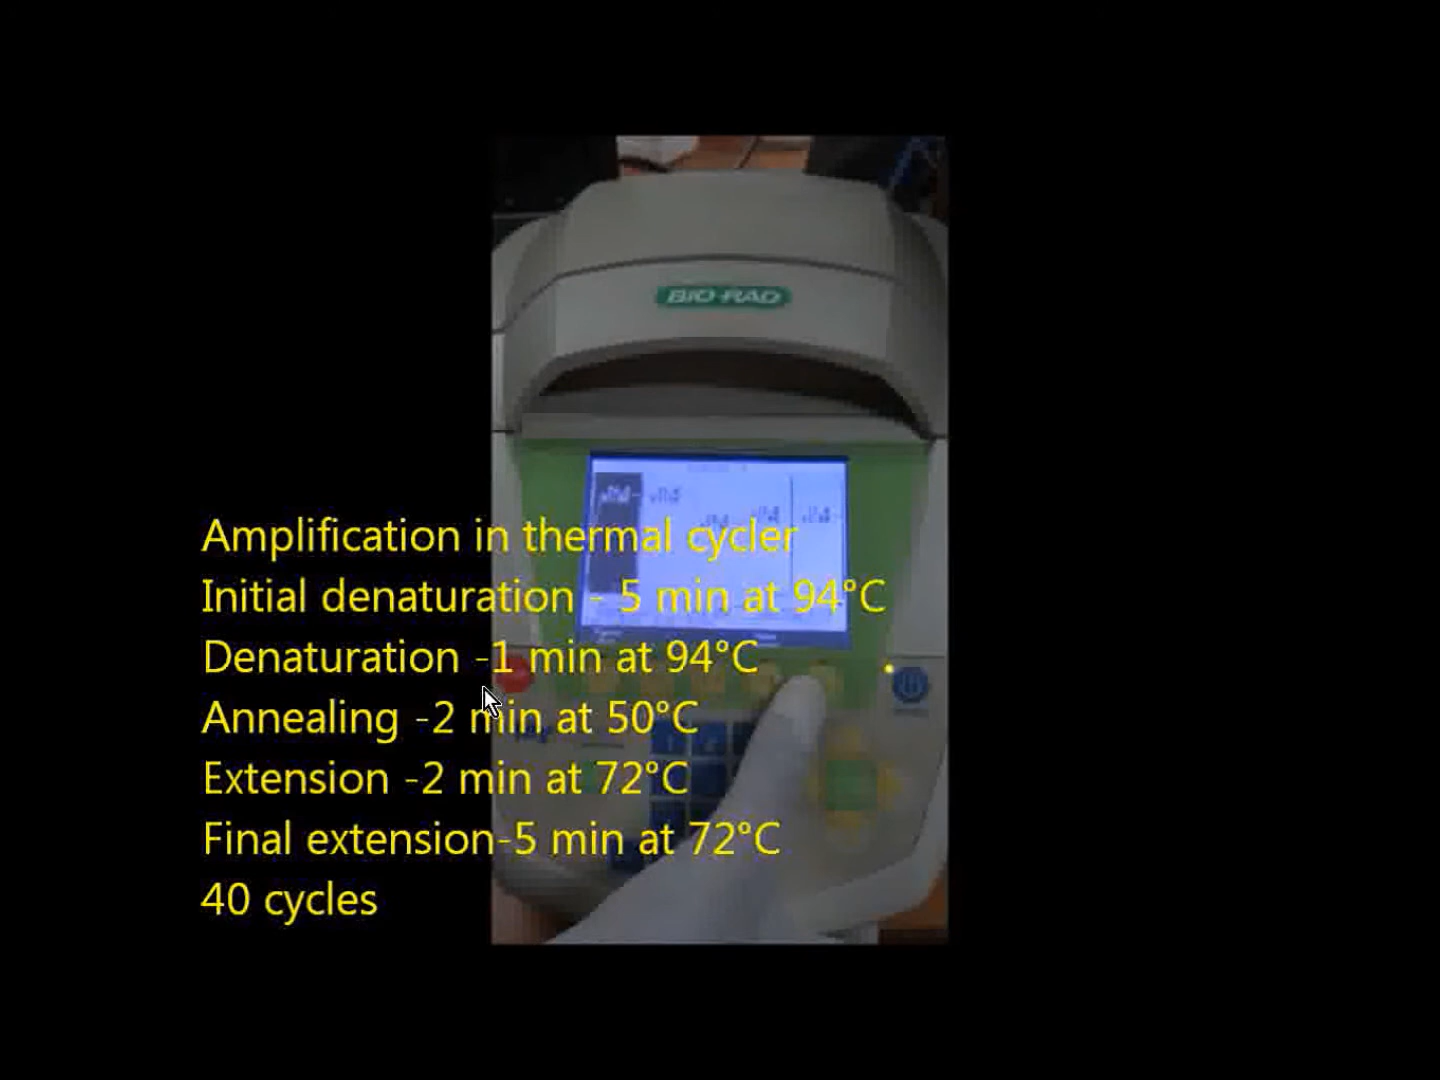 BIO-RAD
Amplification in thermal cycler
Initial denaturation - 5 min at 94°C
Denaturation -1 min at 94°C
Annealing -2 min at 50°C
Extension -2 min at 72°C
Final extension-5 min at 72°C
40 cycles